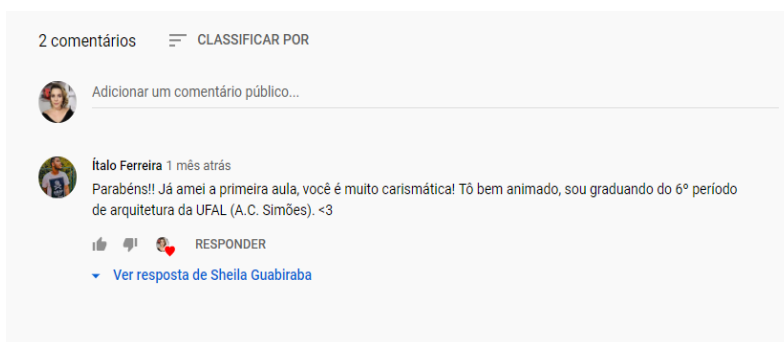 2 comentários CLASSIFICAR POR
Adicionar um comentário público...
Ítalo Ferreira 1 mês atrás
Parabéns!! Já amei a primeira aula, você é muito carismática! Tô bem animado, sou graduando do 6º período
de arquitetura da UFAL (A.C. Simões). <3
RESPONDER
Ver resposta de Sheila Guabiraba